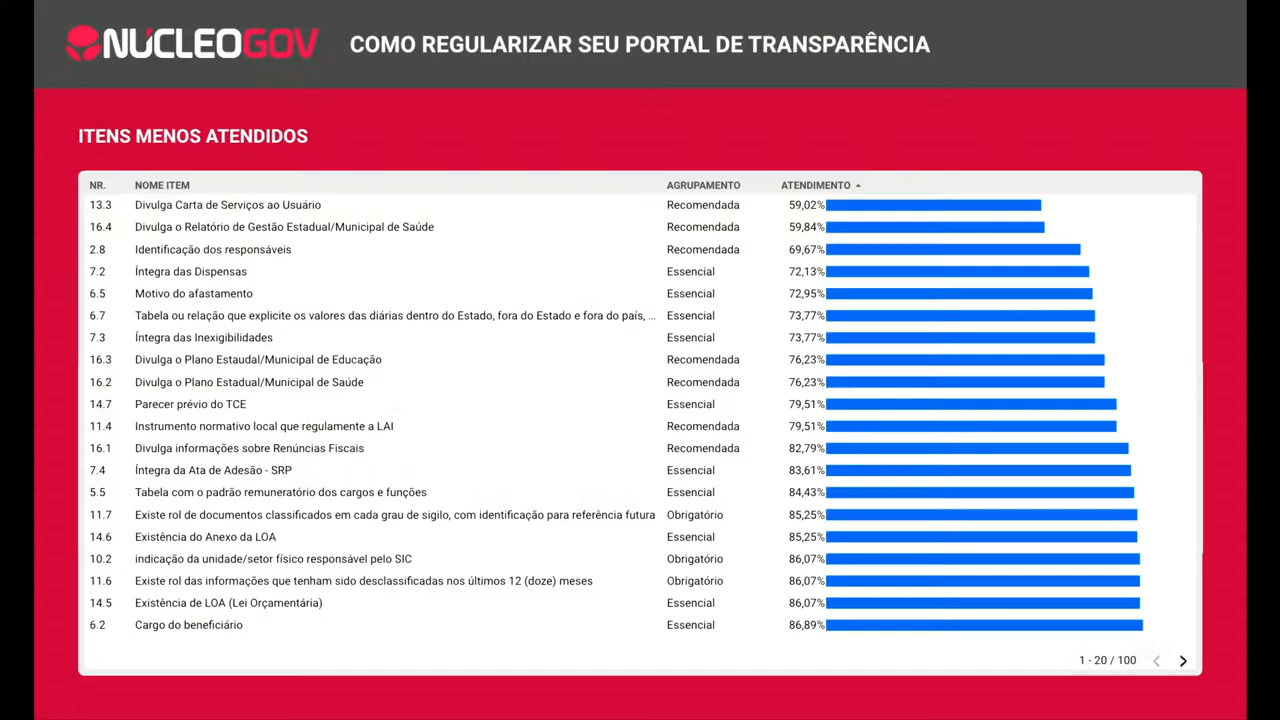 NÚCLEOGOV COMO REGULARIZAR SEU PORTAL DE TRANSPARÊNCIA
ITENS MENOS ATENDIDOS
NR. NOME ITEM AGRUPAMENTO ATENDIMENTO
13.3 Divulga Carta de Serviços ao Usuário Recomendada 59,02%
16.4 Divulga o Relatório de Gestão Estadual/Municipal de Saúde Recomendada 59,84%
2.8 Identificação dos responsáveis Recomendada 69,67%
7.2 Íntegra das Dispensas Essencial 72,13%
6.5 Motivo do afastamento Essencial 72,95%
6.7 Tabela ou relação que explicite os valores das diárias dentro do Estado, fora do Estado e fora do país, ... Essencial 73,77%
7.3 Íntegra das Inexigibilidades Essencial 73,77%
16.3 Divulga o Plano Estaudal/Municipal de Educação Recomendada 76,23%
16.2 Divulga o Plano Estadual/Municipal de Saúde Recomendada 76,23%
14.7 Parecer prévio do TCE Essencial 79,51%
11.4 Instrumento normativo local que regulamente a LAI Recomendada 79,51%
16.1 Divulga informações sobre Renúncias Fiscais Recomendada 82,79%
7.4 Íntegra da Ata de Adesão - SRP Essencial 83,61%
5.5 Tabela com o padrão remuneratório dos cargos e funções Essencial 84,43%
11.7 Existe rol de documentos classificados em cada grau de sigilo, com identificação para referência futura Obrigatório 85,25%
14.6 Existência do Anexo da LOA Essencial 85,25%
10.2 indicação da unidade/setor físico responsável pelo SIC Obrigatório 86,07%
11.6 Existe rol das informações que tenham sido desclassificadas nos últimos 12 (doze) meses Obrigatório 86,07%
14.5 Existência de LOA (Lei Orçamentária) Essencial 86,07%
6.2 Cargo do beneficiário Essencial 86,89%
1 - 20 / 100